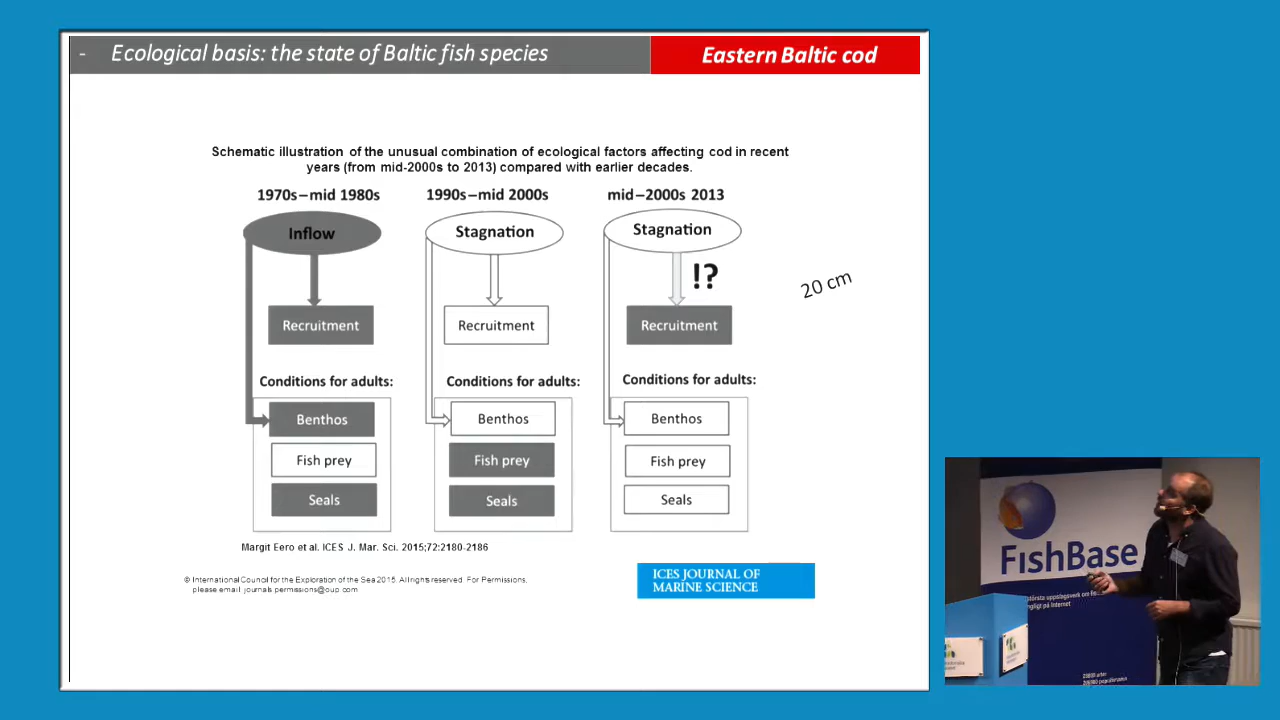 - Ecological basis: the state of Baltic fish species
Eastern Baltic cod
Schematic illustration of the unusual combination of ecological factors affecting cod in recent
years (from mid-2000s to 2013) compared with earlier decades.
1970s–mid 1980s
1990s–mid 2000s
mid–2000s 2013
Inflow
Stagnation
Stagnation
!?
20 cm
Recruitment
Recruitment
Recruitment
Conditions for adults:
Conditions for adults:
Conditions for adults:
Benthos
Benthos
Benthos
Fish prey
Fish prey
Fish prey
Seals
Seals
Seals
Margit Eero et al. ICES J. Mar. Sci. 2015;72:2180-2186
© International Council for the Exploration of the Sea 2015. All rights reserved. For Permissions,
please email: journals.permissions@oup.com
ICES JOURNAL OF
MARINE SCIENCE
FishBase
största uppslagsverk om
på Internet